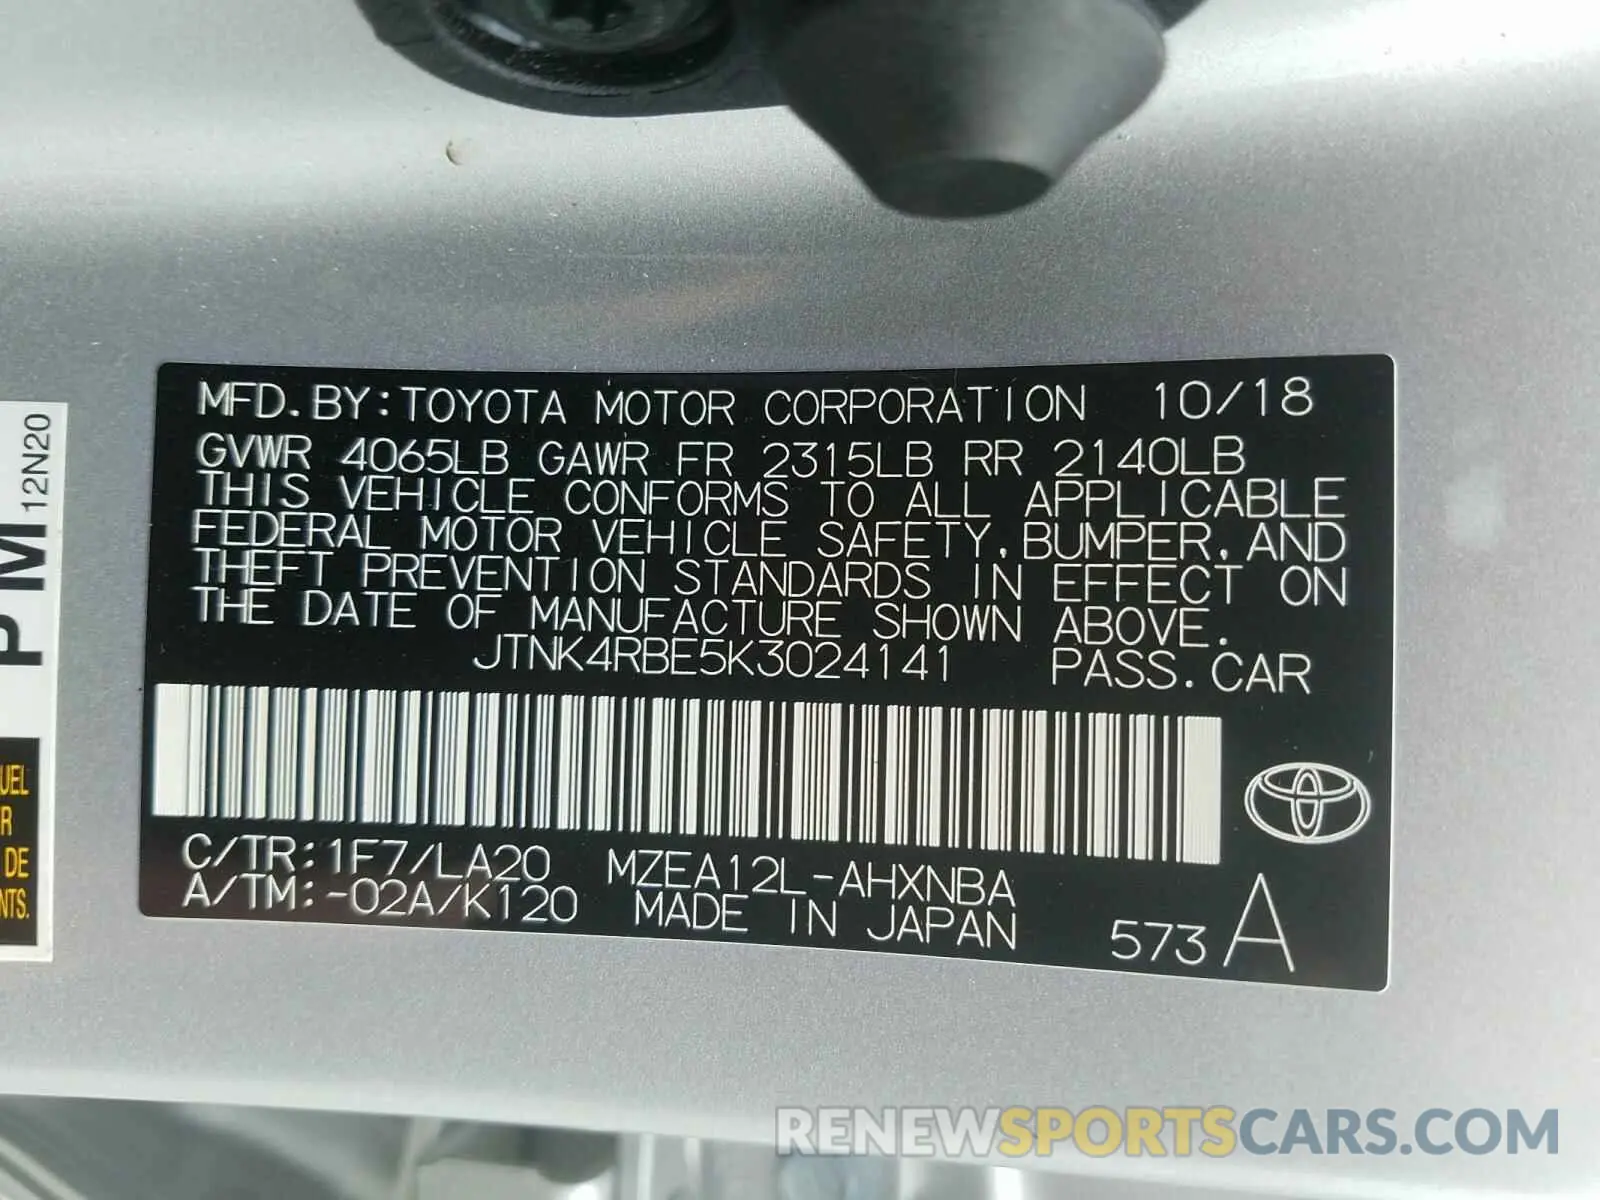 MFD. BY: TOYOTA MOTOR CORPORATION 10/18
GVWR 4065LB GAWR FR 2315LB RR 2140LB
THIS VEHICLE CONFORMS TO ALL APPLICABLE
FEDERAL MOTOR VEHICLE SAFETY, BUMPER, AND
THEFT PREVENTION STANDARDS IN EFFECT ON
THE DATE OF MANUFACTURE SHOWN ABOVE.
JTNK4RBE5K3024141 PASS. CAR
C/TR: 1F7/LA20 MZEA12L-AHXNBA
A/TM: -02A/K120 MADE IN JAPAN 573 A
PM 12N20
UEL
R
DE
NTS.
RENEWSPORTSCARS.COM